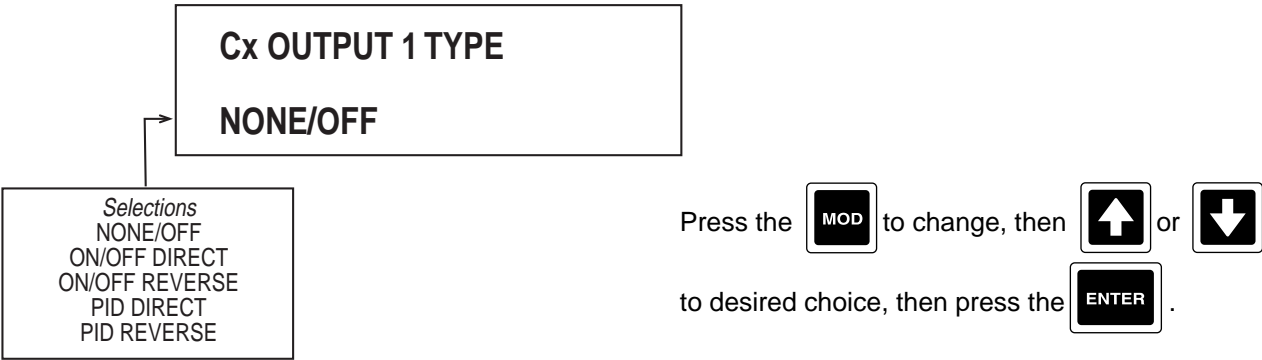 Cx OUTPUT 1 TYPE
NONE/OFF
Selections
NONE/OFF
ON/OFF DIRECT
ON/OFF REVERSE
PID DIRECT
PID REVERSE
Press the MOD to change, then or
to desired choice, then press the ENTER .